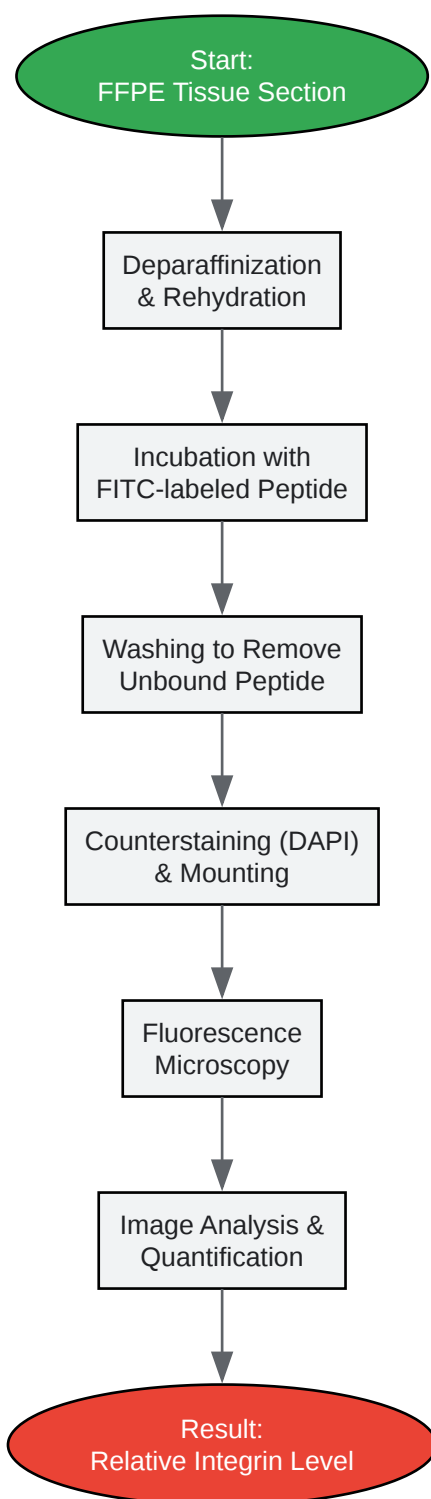 Start:
FFPE Tissue Section
Deparaffinization
& Rehydration
Incubation with
FITC-labeled Peptide
Washing to Remove
Unbound Peptide
Counterstaining (DAPI)
& Mounting
Fluorescence
Microscopy
Image Analysis &
Quantification
Result:
Relative Integrin Level